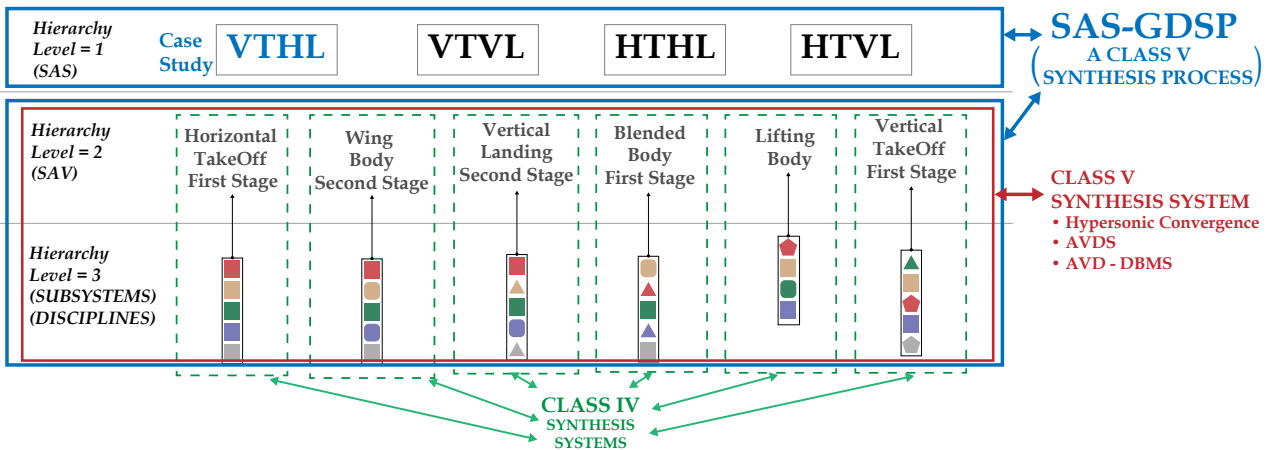 Hierarchy
Level = 1
(SAS)
Case
Study
VTHL
VTVL
HTHL
HTVL
SAS-GDSP
( A CLASS V
SYNTHESIS PROCESS )
Hierarchy
Level = 2
(SAV)
Horizontal
TakeOff
First Stage
Wing
Body
Second Stage
Vertical
Landing
Second Stage
Blended
Body
First Stage
Lifting
Body
Vertical
TakeOff
First Stage
CLASS V
SYNTHESIS SYSTEM
• Hypersonic Convergence
• AVDS
• AVD - DBMS
Hierarchy
Level = 3
(SUBSYSTEMS)
(DISCIPLINES)
CLASS IV
SYNTHESIS
SYSTEMS